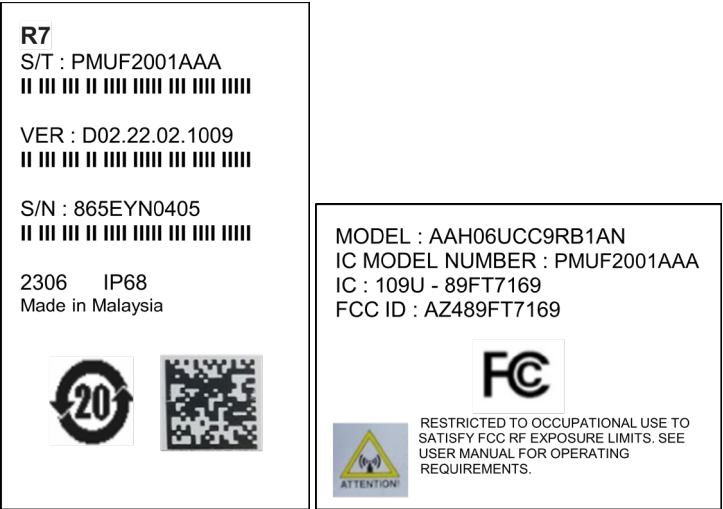 R7
S/T : PMUF2001AAA
VER : D02.22.02.1009
S/N : 865EYN0405
2306 IP68
Made in Malaysia
20
MODEL : AAH06UCC9RB1AN
IC MODEL NUMBER : PMUF2001AAA
IC : 109U - 89FT7169
FCC ID : AZ489FT7169
FC
ATTENTION!
RESTRICTED TO OCCUPATIONAL USE TO
SATISFY FCC RF EXPOSURE LIMITS. SEE
USER MANUAL FOR OPERATING
REQUIREMENTS.